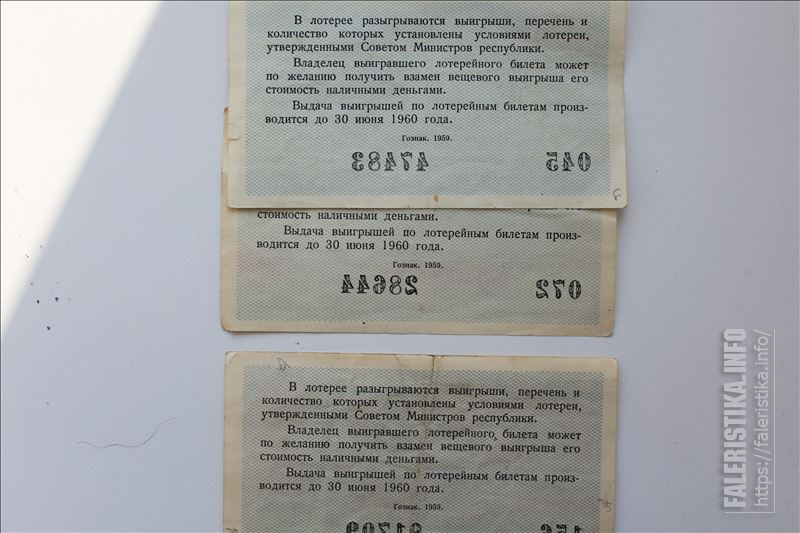 В лотерее разыгрываются выигрыши, перечень и
количество которых установлены условиями лотереи,
утвержденными Советом Министров республики.
Владелец выигравшего лотерейного билета может
по желанию получить взамен вещевого выигрыша его
стоимость наличными деньгами.
Выдача выигрышей по лотерейным билетам произ-
водится до 30 июня 1960 года.
Гознак. 1959.
47483 045
стоимость наличными деньгами.
Выдача выигрышей по лотерейным билетам произ-
водится до 30 июня 1960 года.
Гознак. 1959.
28644 072
В лотерее разыгрываются выигрыши, перечень и
количество которых установлены условиями лотереи,
утвержденными Советом Министров республики.
Владелец выигравшего лотерейного билета может
по желанию получить взамен вещевого выигрыша его
стоимость наличными деньгами.
Выдача выигрышей по лотерейным билетам произ-
водится до 30 июня 1960 года.
Гознак. 1959.
FALERISTIKA.INFO
https://faleristika.info/